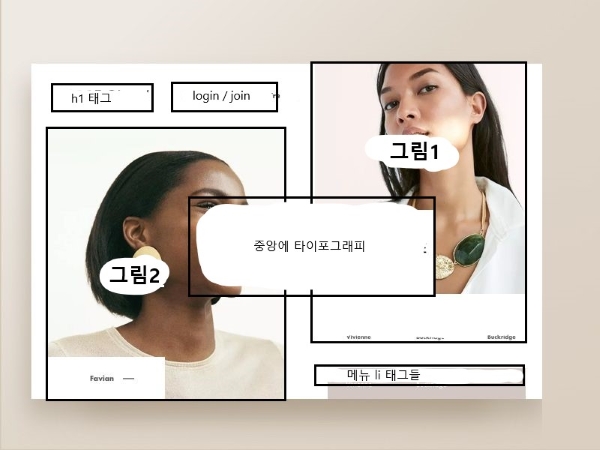 h1 태그
login / join
그림1
중앙에 타이포그래피
그림2
Vivianne
Buckridge
메뉴 li 태그들
Favian